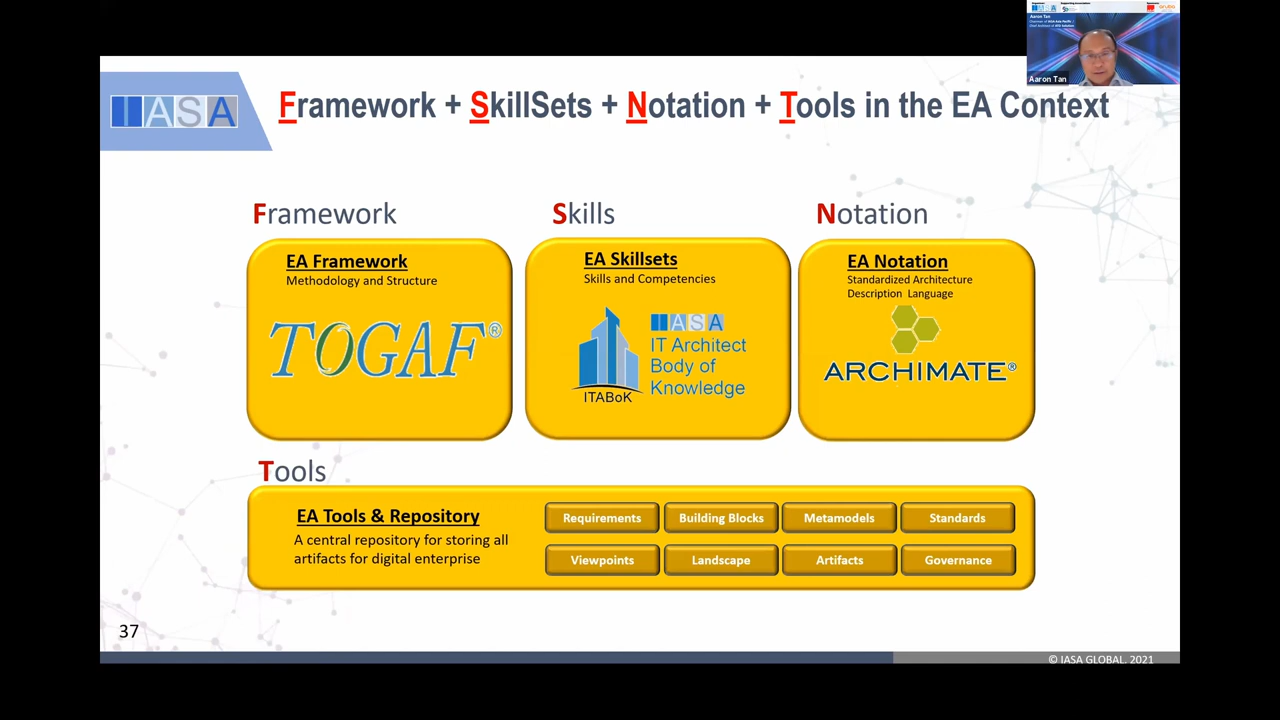 Aaron Tan
Aaron Tan
IASA
Framework + SkillSets + Notation + Tools in the EA Context
Framework
Skills
Notation
EA Framework
Methodology and Structure
TOGAF®
EA Skillsets
Skills and Competencies
IASA
IT Architect
Body of
Knowledge
ITABoK
EA Notation
Standardized Architecture
Description Language
ARCHIMATE®
Tools
EA Tools & Repository
A central repository for storing all
artifacts for digital enterprise
Requirements
Building Blocks
Metamodels
Standards
Viewpoints
Landscape
Artifacts
Governance
37
© IASA GLOBAL. 2021